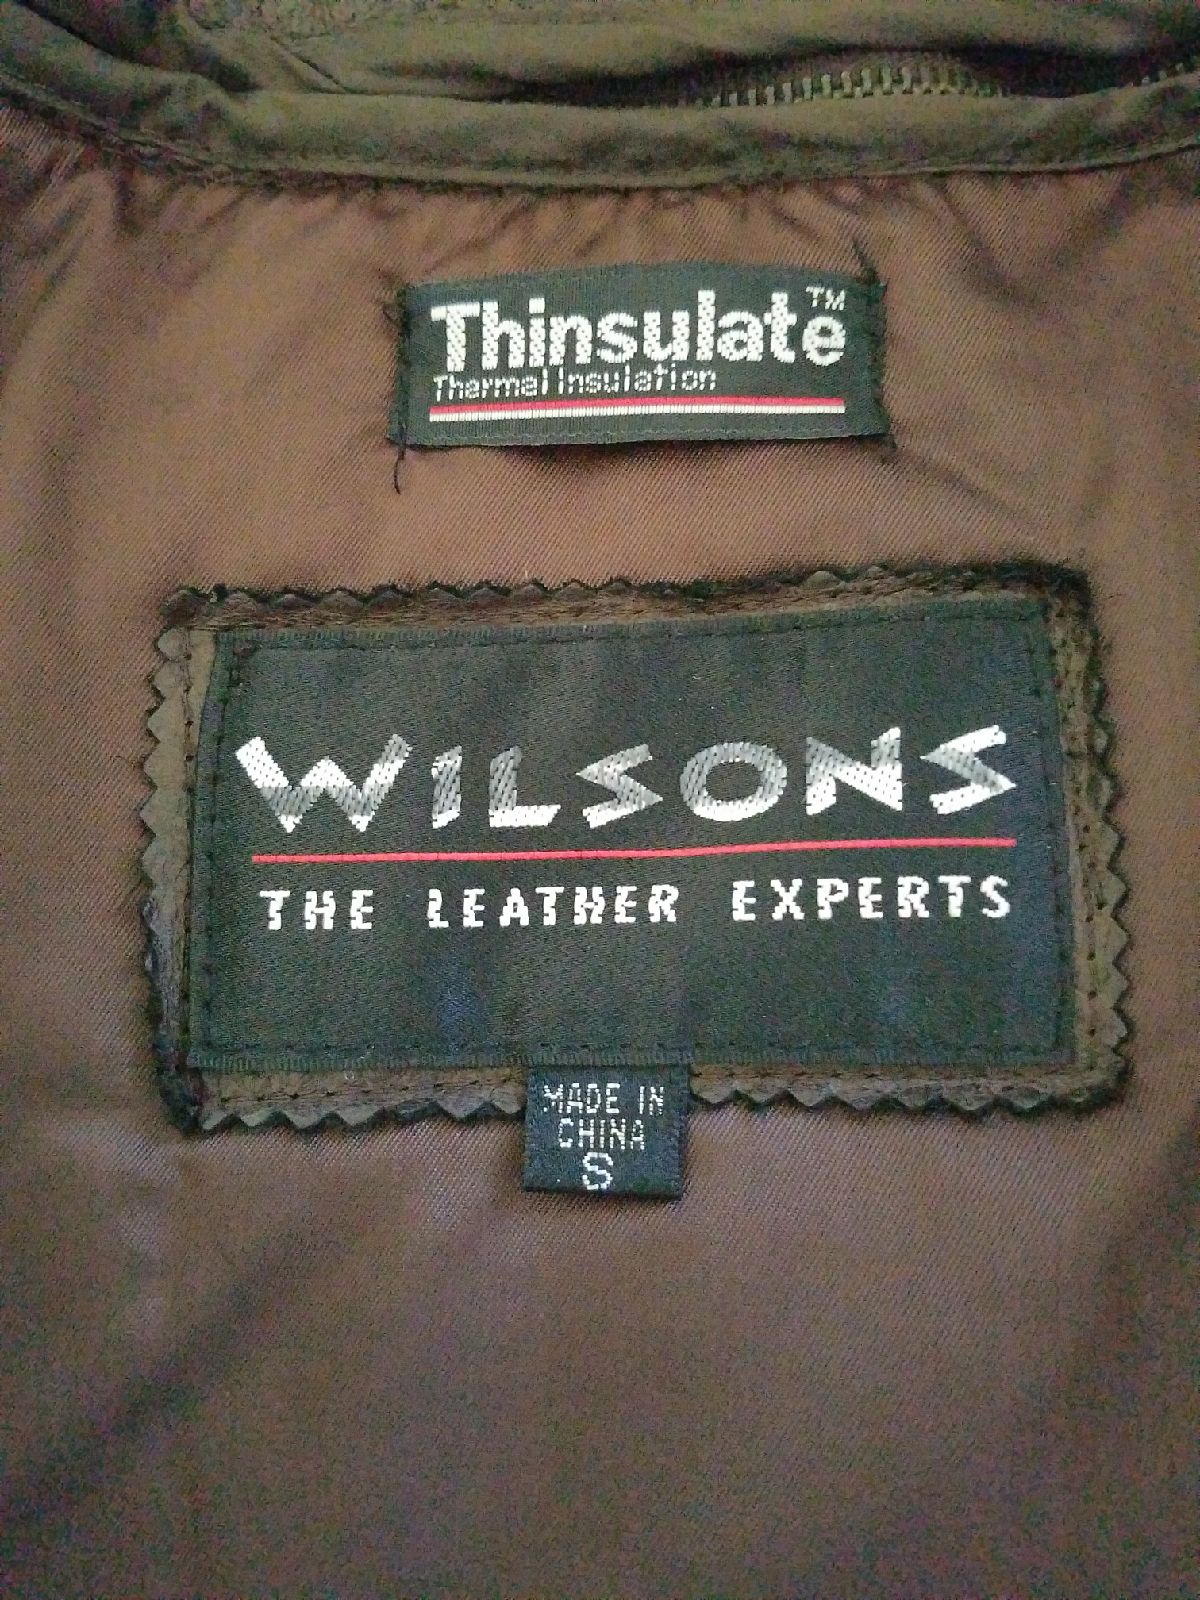 Thinsulate™
Thermal Insulation
WILSONS
THE LEATHER EXPERTS
MADE IN
CHINA
S